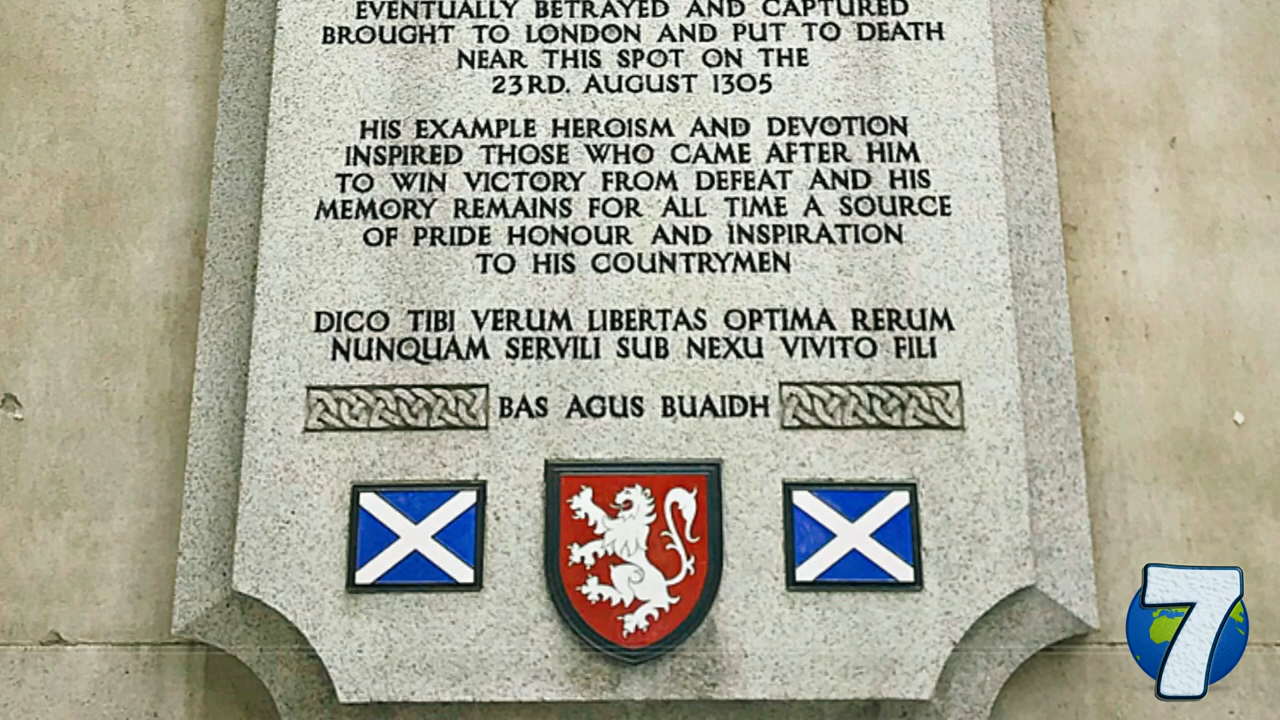 EVENTUALLY BETRAYED AND CAPTURED
BROUGHT TO LONDON AND PUT TO DEATH
NEAR THIS SPOT ON THE
23RD. AUGUST 1305
HIS EXAMPLE HEROISM AND DEVOTION
INSPIRED THOSE WHO CAME AFTER HIM
TO WIN VICTORY FROM DEFEAT AND HIS
MEMORY REMAINS FOR ALL TIME A SOURCE
OF PRIDE HONOUR AND INSPIRATION
TO HIS COUNTRYMEN
DICO TIBI VERUM LIBERTAS OPTIMA RERUM
NUNQUAM SERVILI SUB NEXU VIVITO FILI
BAS AGUS BUAIDH
7